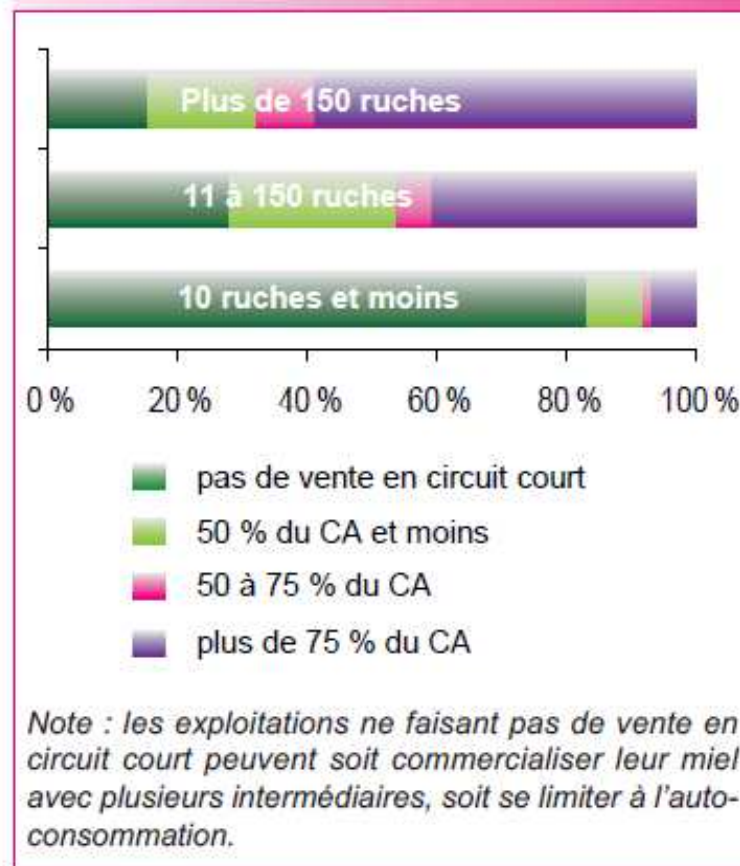 Plus de 150 ruches
11 à 150 ruches
10 ruches et moins
0 % 20 % 40 % 60 % 80 % 100 %
pas de vente en circuit court
50 % du CA et moins
50 à 75 % du CA
plus de 75 % du CA
Note : les exploitations ne faisant pas de vente en
circuit court peuvent soit commercialiser leur miel
avec plusieurs intermédiaires, soit se limiter à l'auto-
consommation.